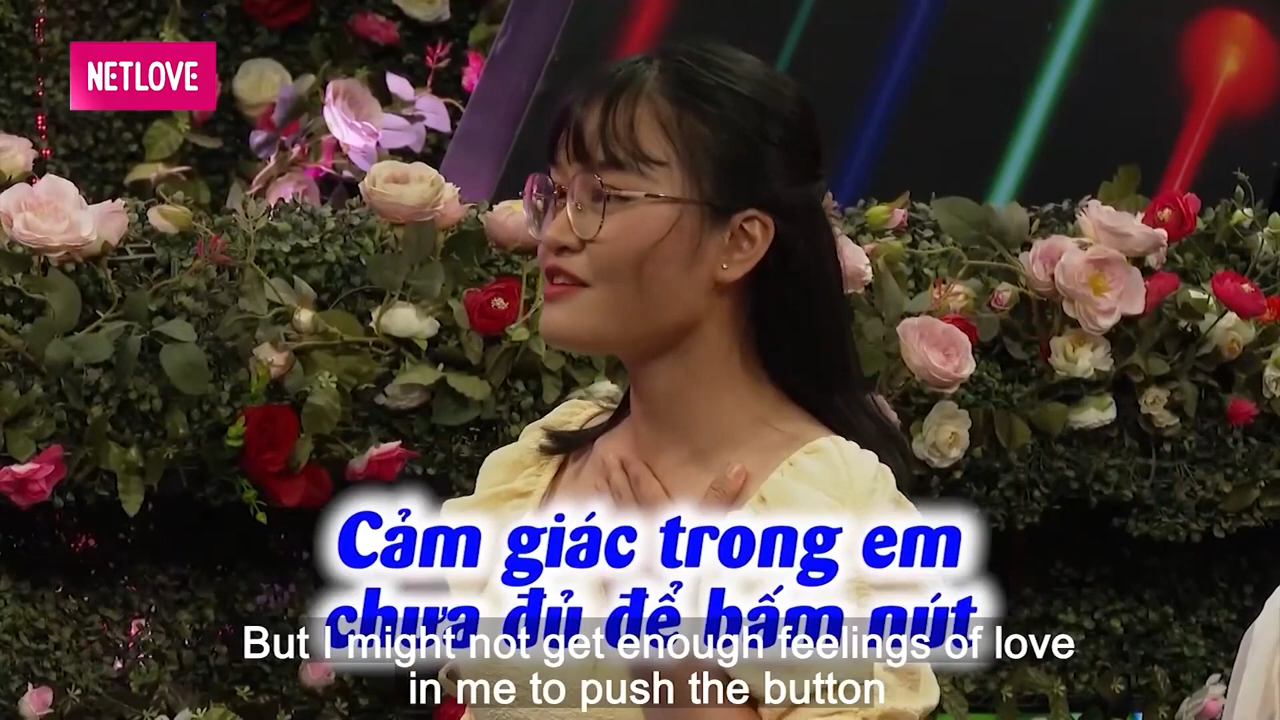 NETLOVE
Cảm giác trong em
chưa đủ để bấm nút
But I might not get enough feelings of love
in me to push the button